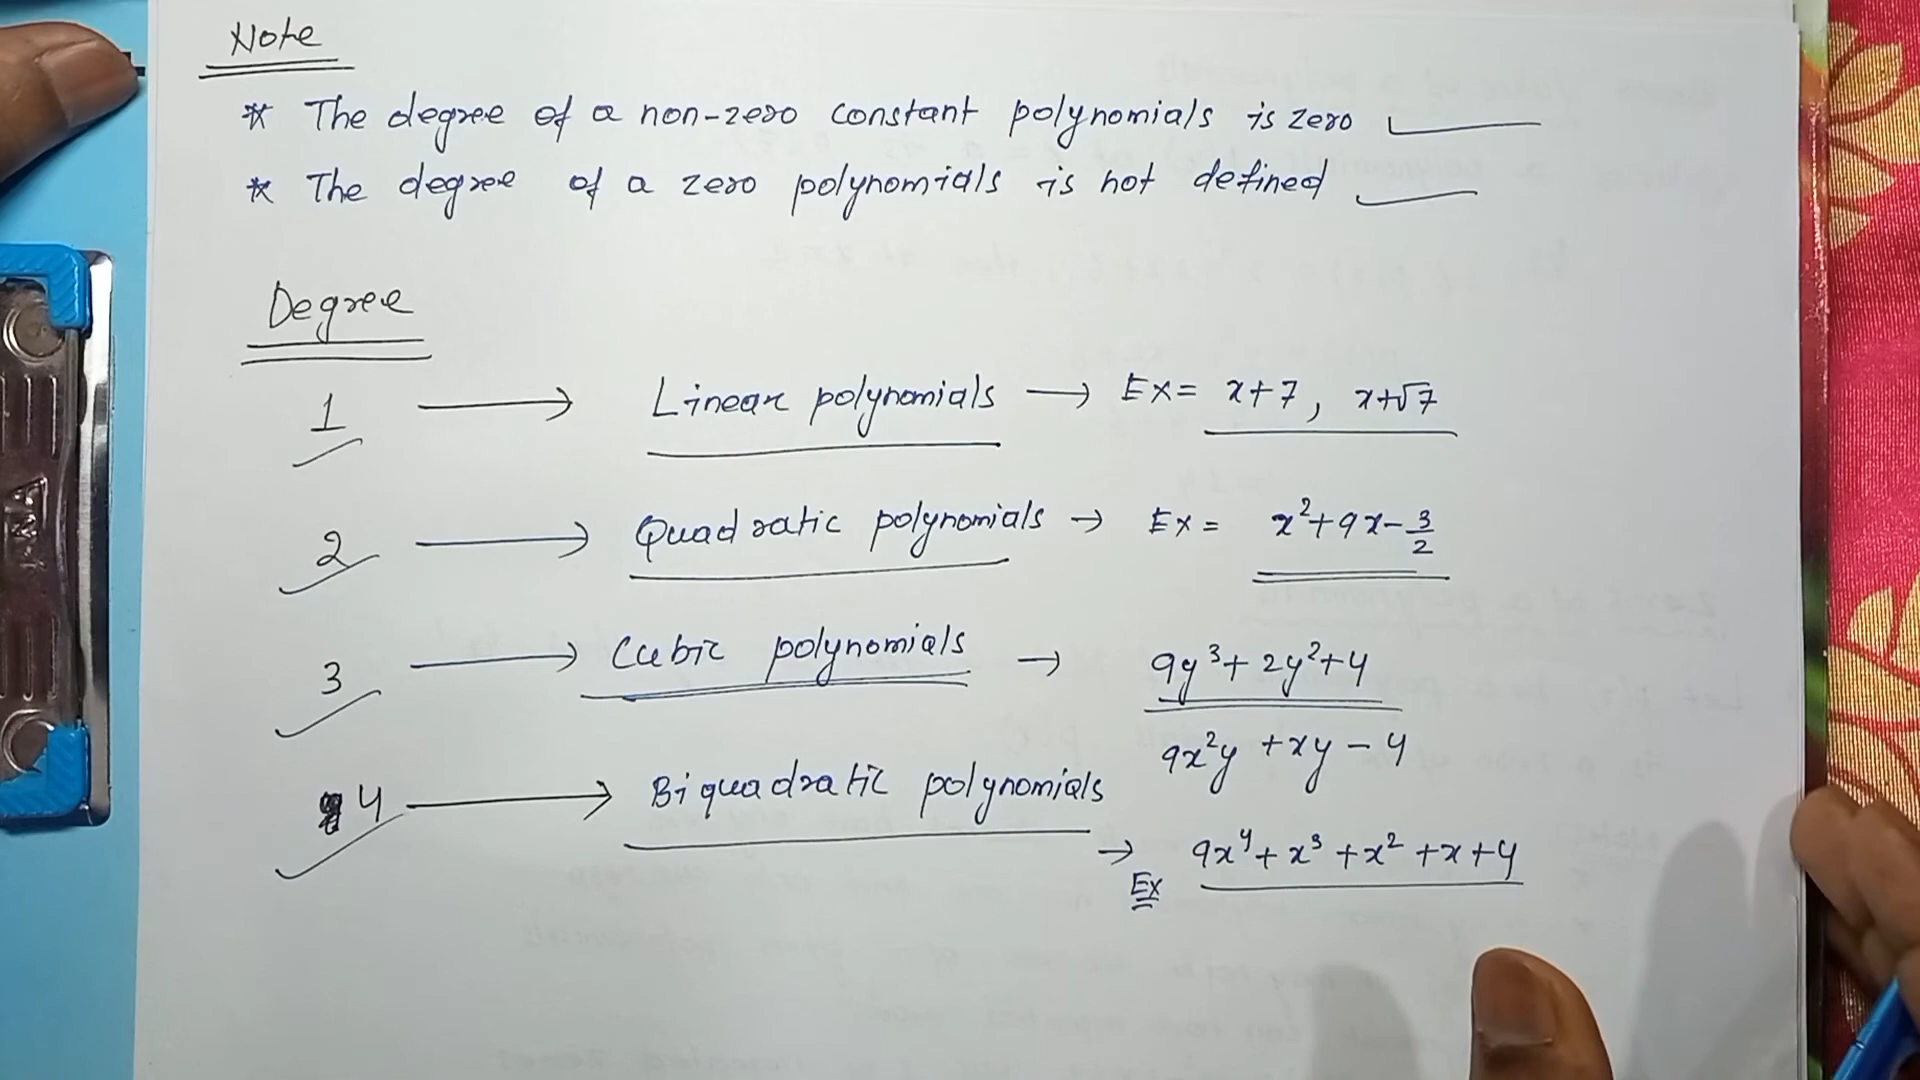 Note
* The degree of a non-zero constant polynomials is zero
* The degree of a zero polynomials is not defined
Degree
1 → Linear polynomials → Ex = x+7, x+√7
2 → Quadratic polynomials → Ex = x²+9x-3/2
3 → Cubic polynomials → 9y³+2y²+4
9x²y+xy-4
4 → Biquadratic polynomials
→ Ex 9x⁴+x³+x²+x+4